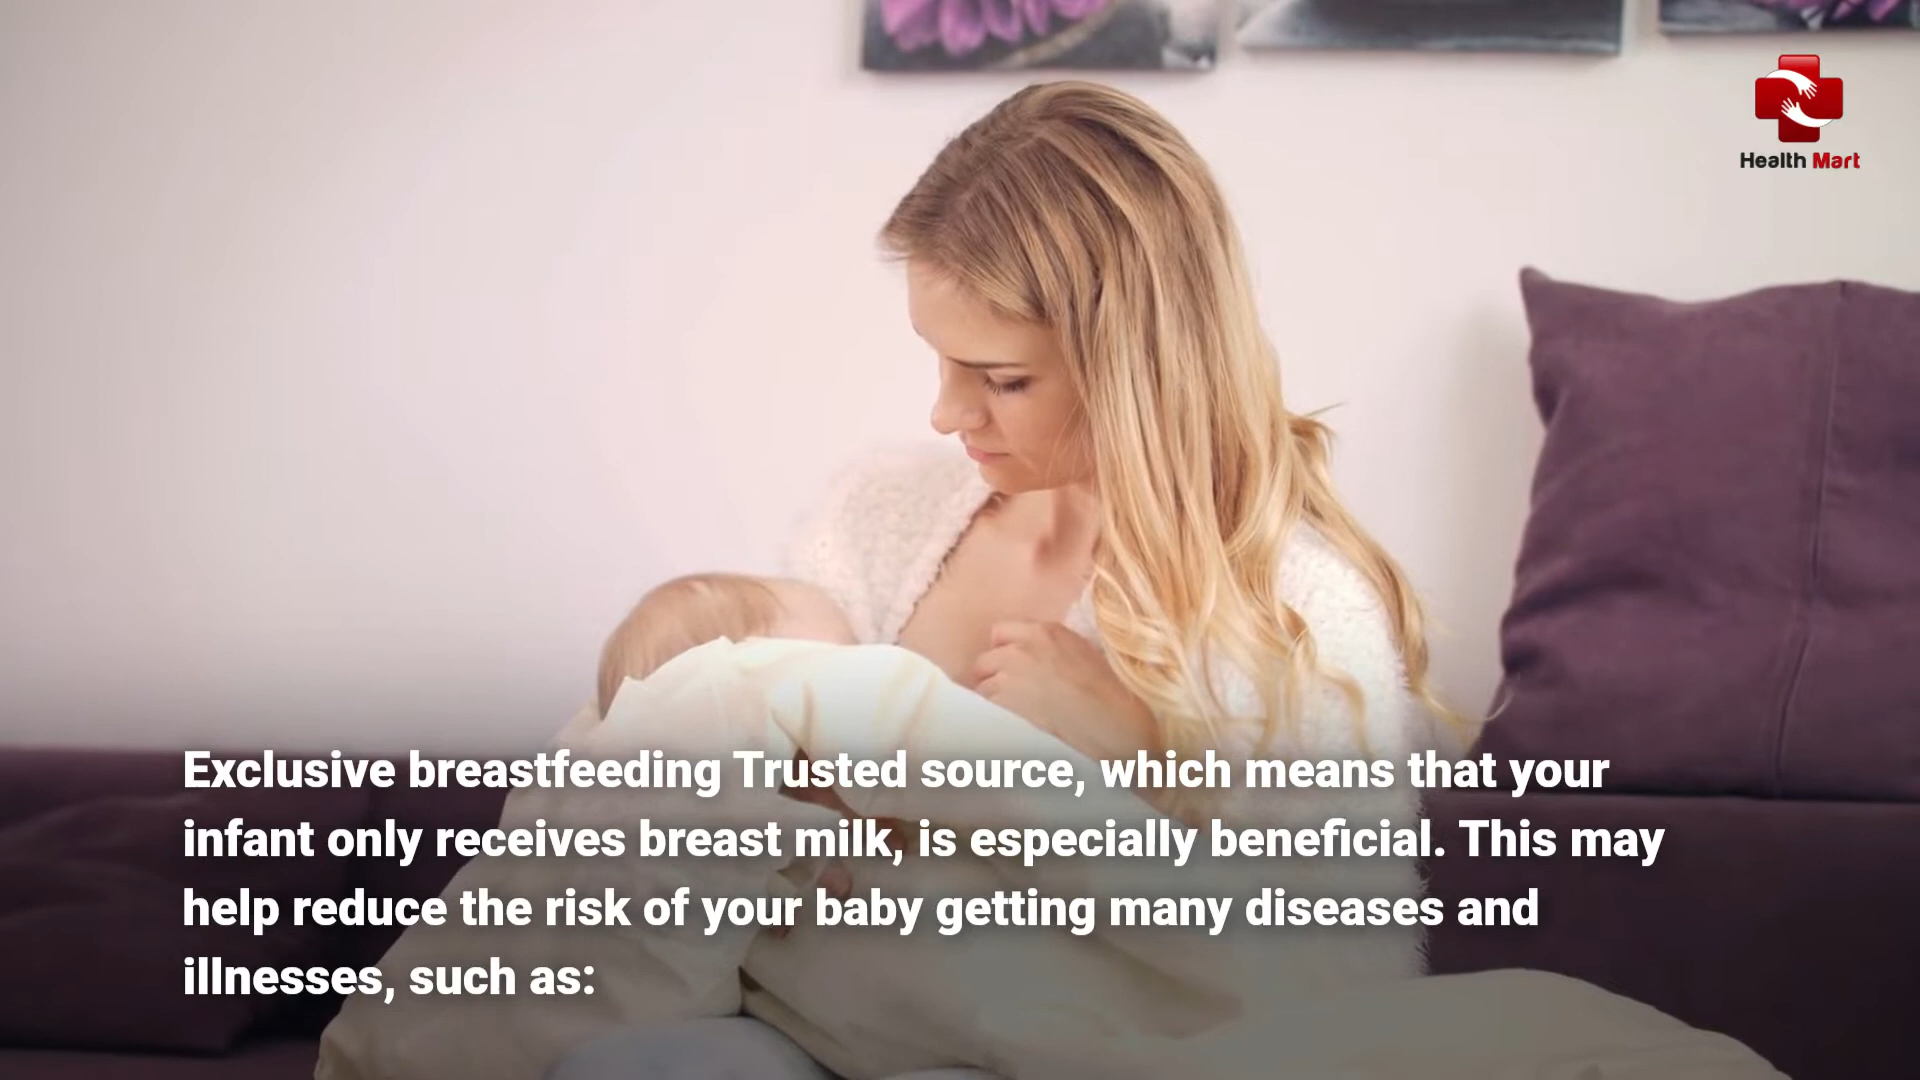 Health Mart
Exclusive breastfeeding Trusted source, which means that your
infant only receives breast milk, is especially beneficial. This may
help reduce the risk of your baby getting many diseases and
illnesses, such as: